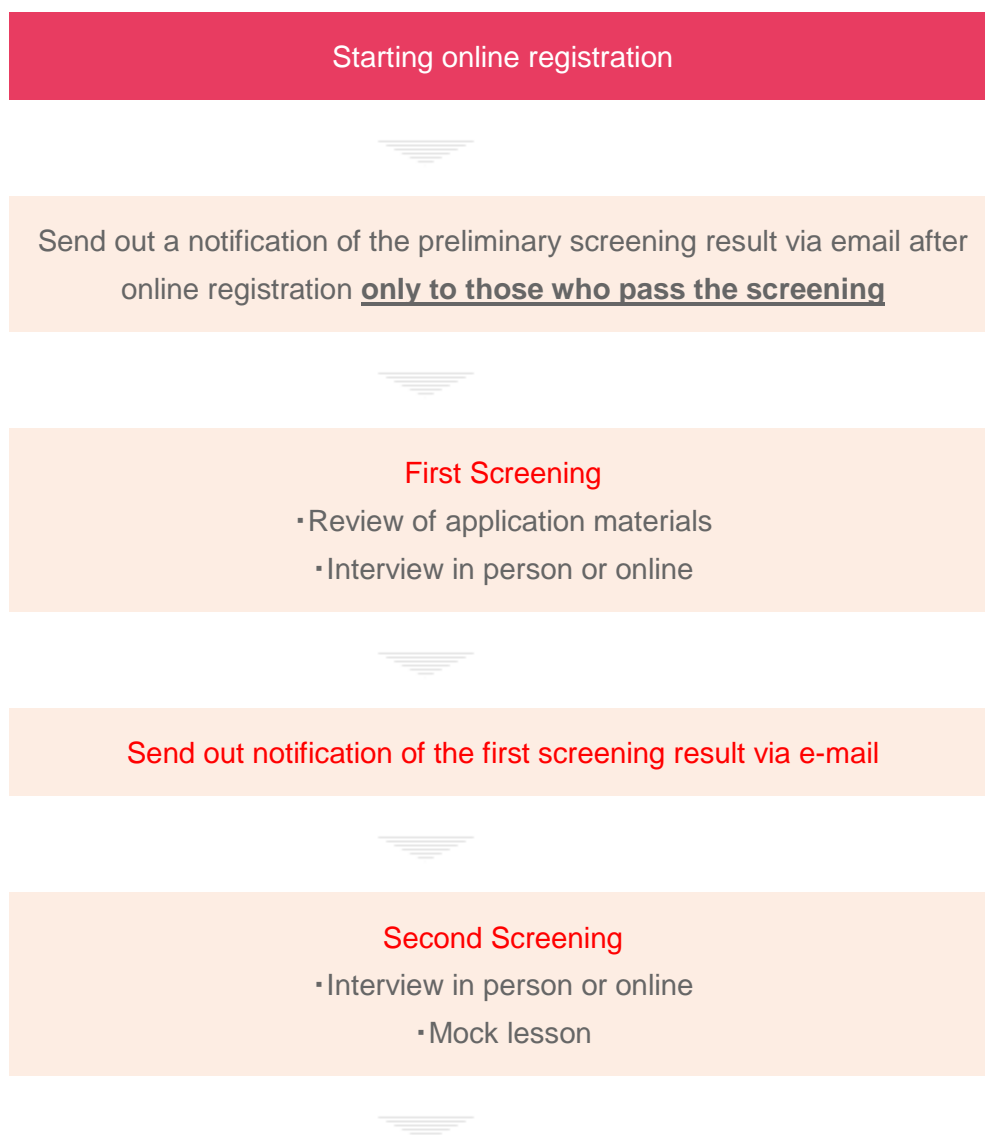 Starting online registration
Send out a notification of the preliminary screening result via email after
online registration only to those who pass the screening
First Screening
・Review of application materials
・Interview in person or online
Send out notification of the first screening result via e-mail
Second Screening
・Interview in person or online
・Mock lesson